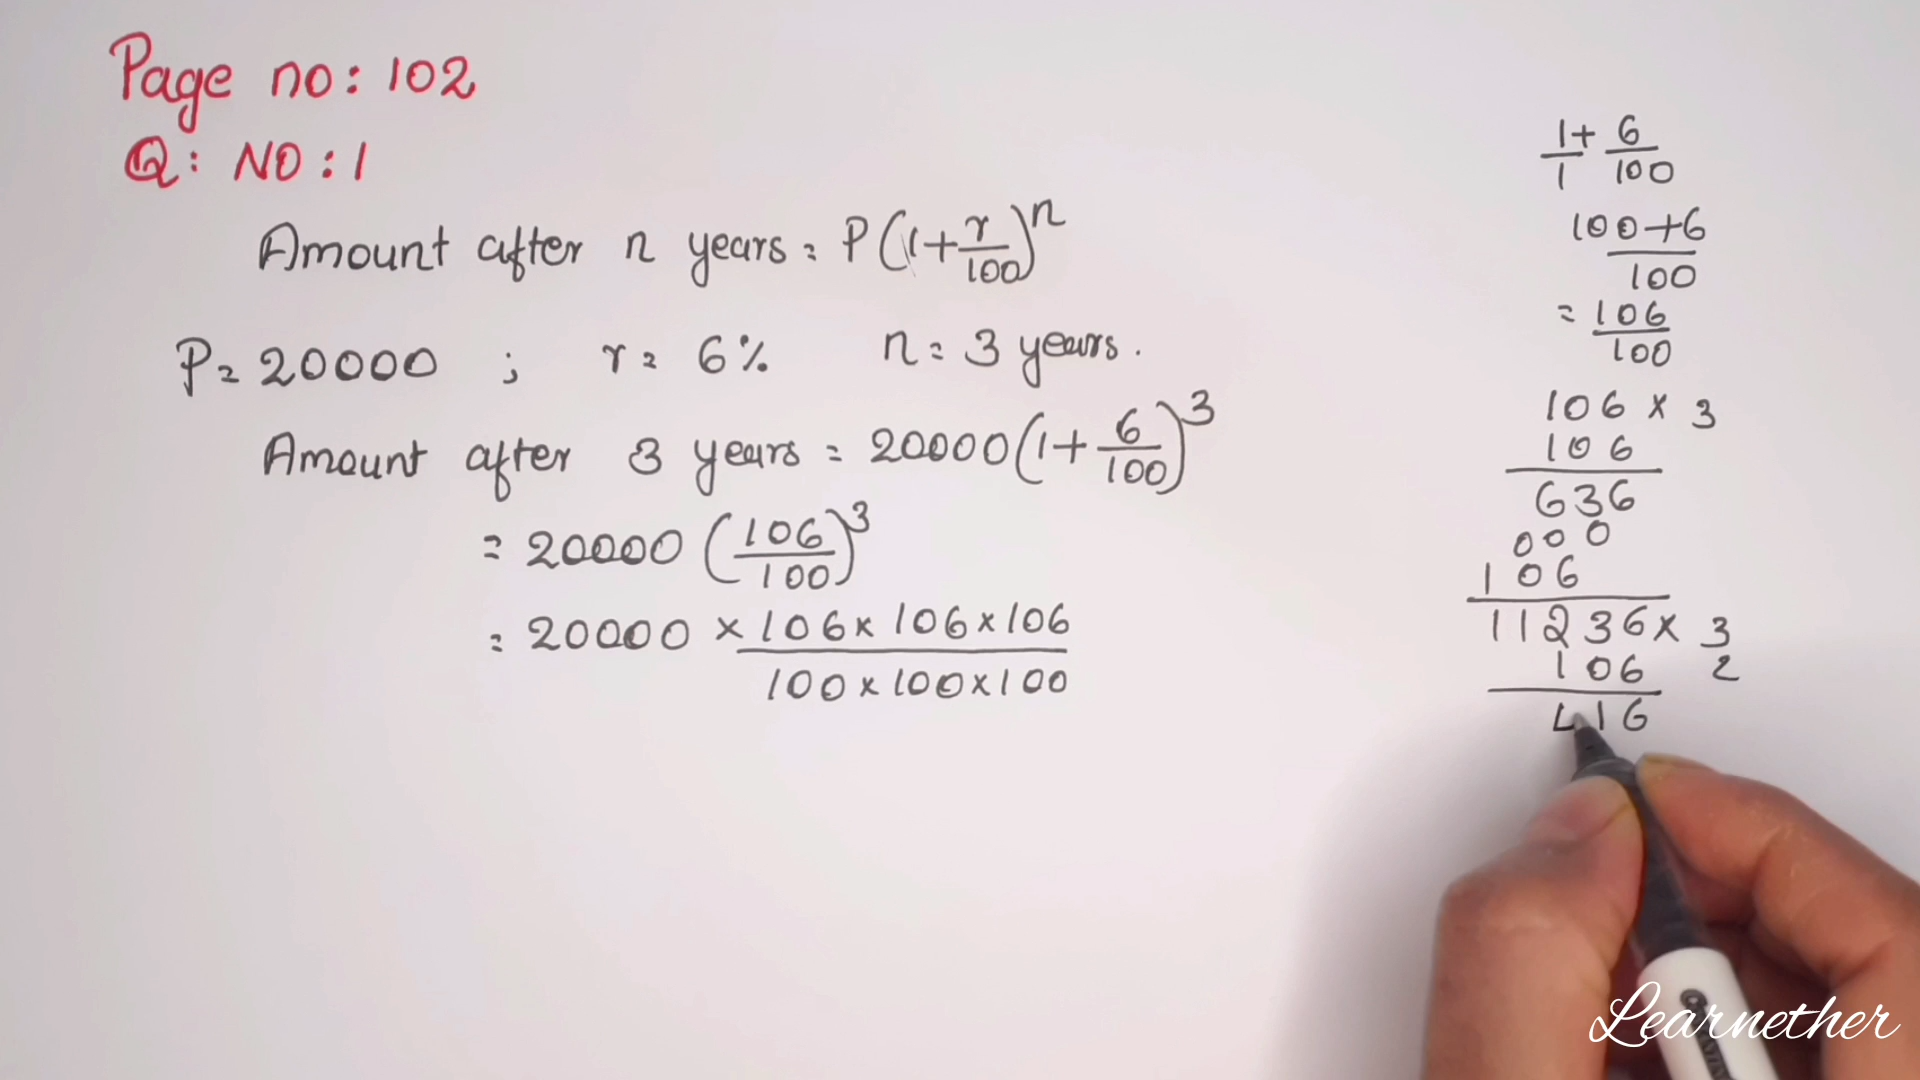 Page no: 102
Q: NO: 1
Amount after n years = P(1+r/100)^n
P= 20000 ; r= 6% n= 3 years.
Amount after 3 years = 20000(1+6/100)^3
= 20000 (106/100)^3
= 20000 × 106 × 106 × 106
100 × 100 × 100
1/1 + 6/100
100+6
100
= 106
100
106 × 3
106
636
000
106
11236 × 3
106 2
416
Learnether